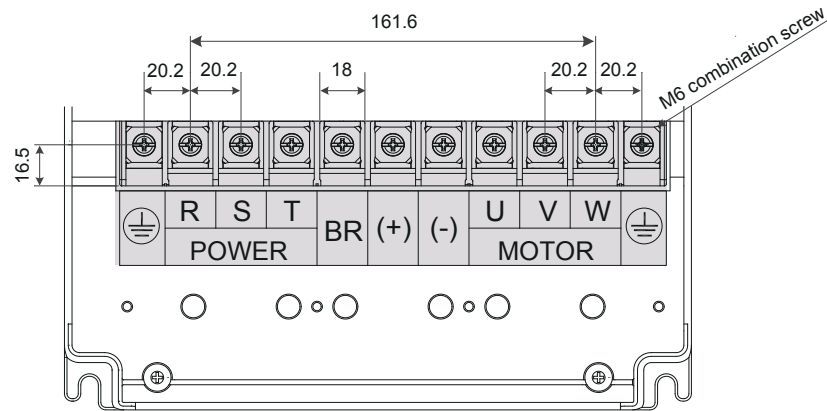 161.6
20.2 20.2 18 20.2 20.2
M6 combination screw
16.5
R S T BR (+) (-) U V W
POWER MOTOR